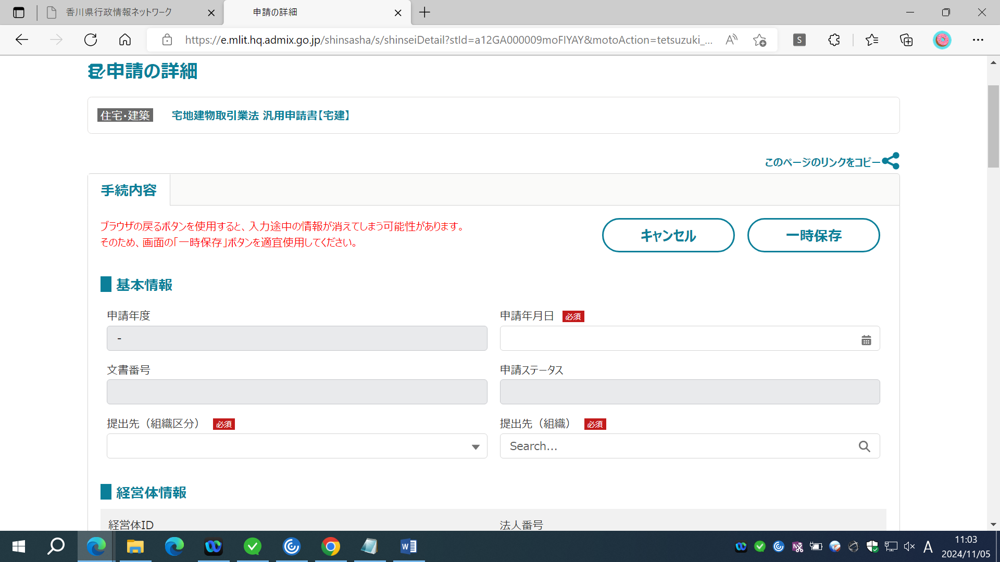 香川県行政情報ネットワーク
申請の詳細
https://e.mlit.hq.admix.go.jp/shinsasha/s/shinseiDetail?stId=a12GA000009moFIYAY&motoAction=tetsuzuki_...
S
申請の詳細
住宅・建築 宅地建物取引業法 汎用申請書【宅建】
このページのリンクをコピー
手続内容
ブラウザの戻るボタンを使用すると、入力途中の情報が消えてしまう可能性があります。
そのため、画面の「一時保存」ボタンを適宜使用してください。
キャンセル
一時保存
基本情報
申請年度
-
申請年月日 必須
文書番号
申請ステータス
提出先（組織区分） 必須
提出先（組織） 必須
Search...
経営体情報
経営体ID
法人番号
A
11:03
2024/11/05